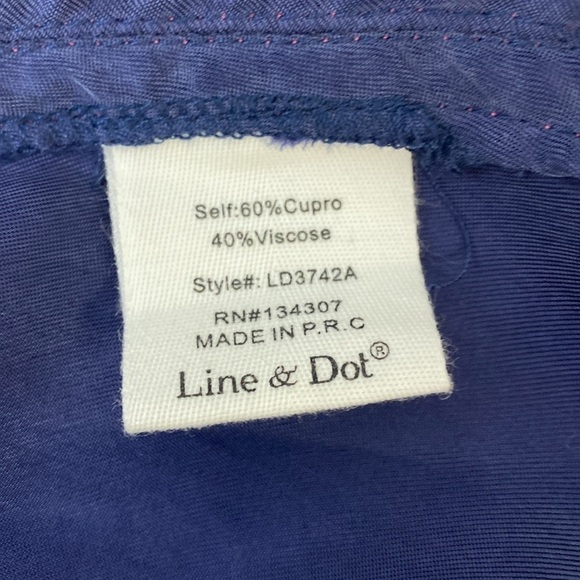 Self:60%Cupro
40%Viscose
Style#: LD3742A
RN#134307
MADE IN P.R.C
Line & Dot®